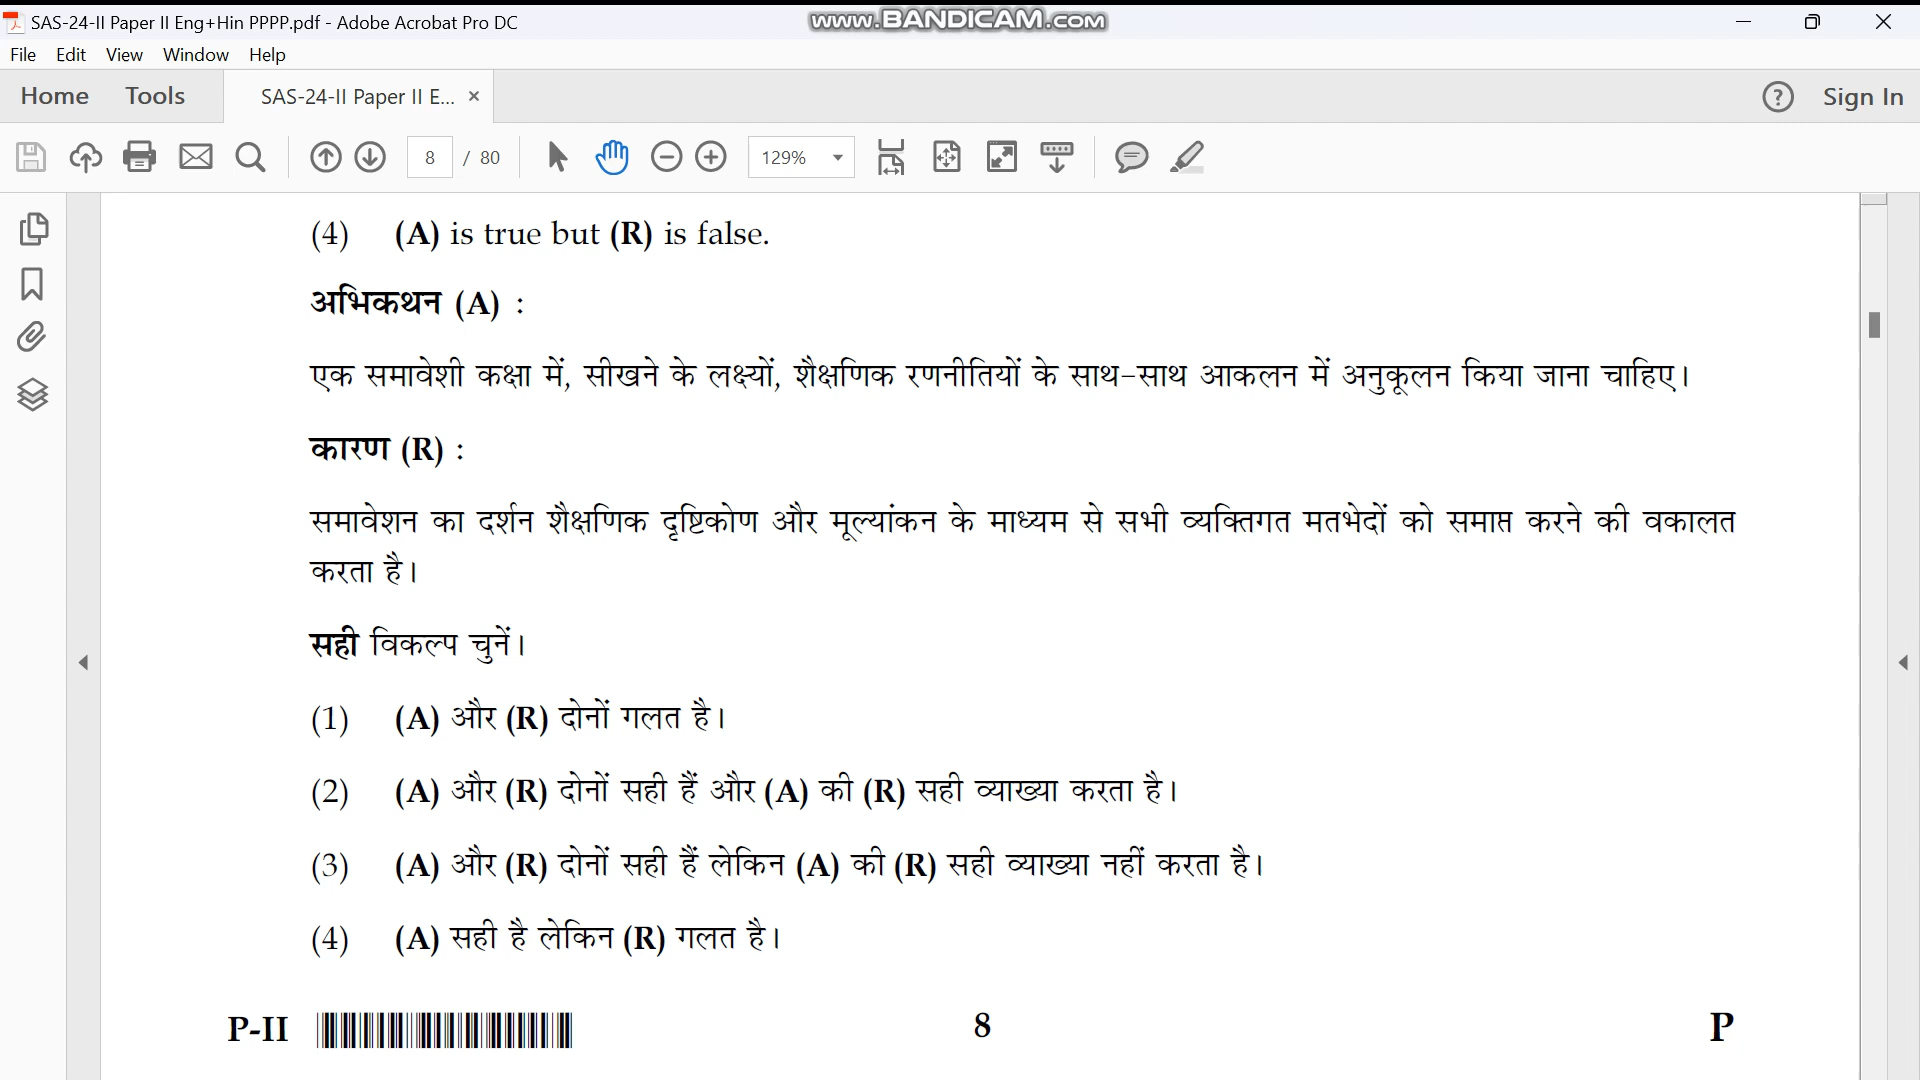 SAS-24-II Paper II Eng+Hin PPPP.pdf - Adobe Acrobat Pro DC
www.BANDICAM.com
File Edit View Window Help
Home Tools SAS-24-II Paper II E... × ? Sign In
8 / 80 129%
(4) (A) is true but (R) is false.
अभिकथन (A) :
एक समावेशी कक्षा में, सीखने के लक्ष्यों, शैक्षणिक रणनीतियों के साथ-साथ आकलन में अनुकूलन किया जाना चाहिए।
कारण (R) :
समावेशन का दर्शन शैक्षणिक दृष्टिकोण और मूल्यांकन के माध्यम से सभी व्यक्तिगत मतभेदों को समाप्त करने की वकालत
करता है।
सही विकल्प चुनें।
(1) (A) और (R) दोनों गलत है।
(2) (A) और (R) दोनों सही हैं और (A) की (R) सही व्याख्या करता है।
(3) (A) और (R) दोनों सही हैं लेकिन (A) की (R) सही व्याख्या नहीं करता है।
(4) (A) सही है लेकिन (R) गलत है।
P-II 8 P